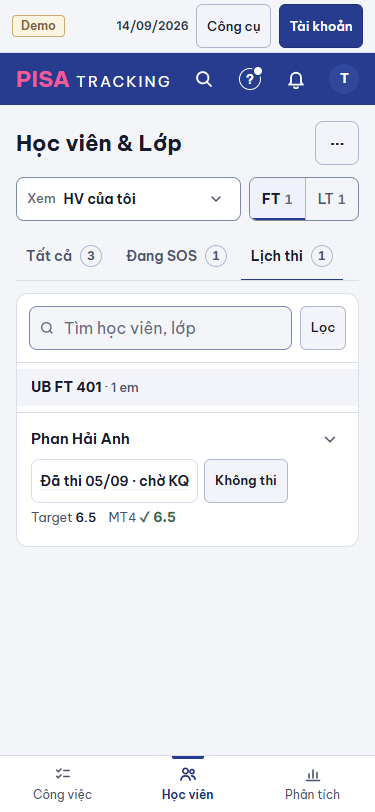 Demo 14/09/2026 Công cụ Tài khoản
PISA TRACKING ? T
Học viên & Lớp ...
Xem HV của tôi FT 1 LT 1
Tất cả 3 Đang SOS 1 Lịch thi 1
Tìm học viên, lớp Lọc
UB FT 401 · 1 em
Phan Hải Anh
Đã thi 05/09 · chờ KQ Không thi
Target 6.5 MT4 ✓ 6.5
Công việc Học viên Phân tích